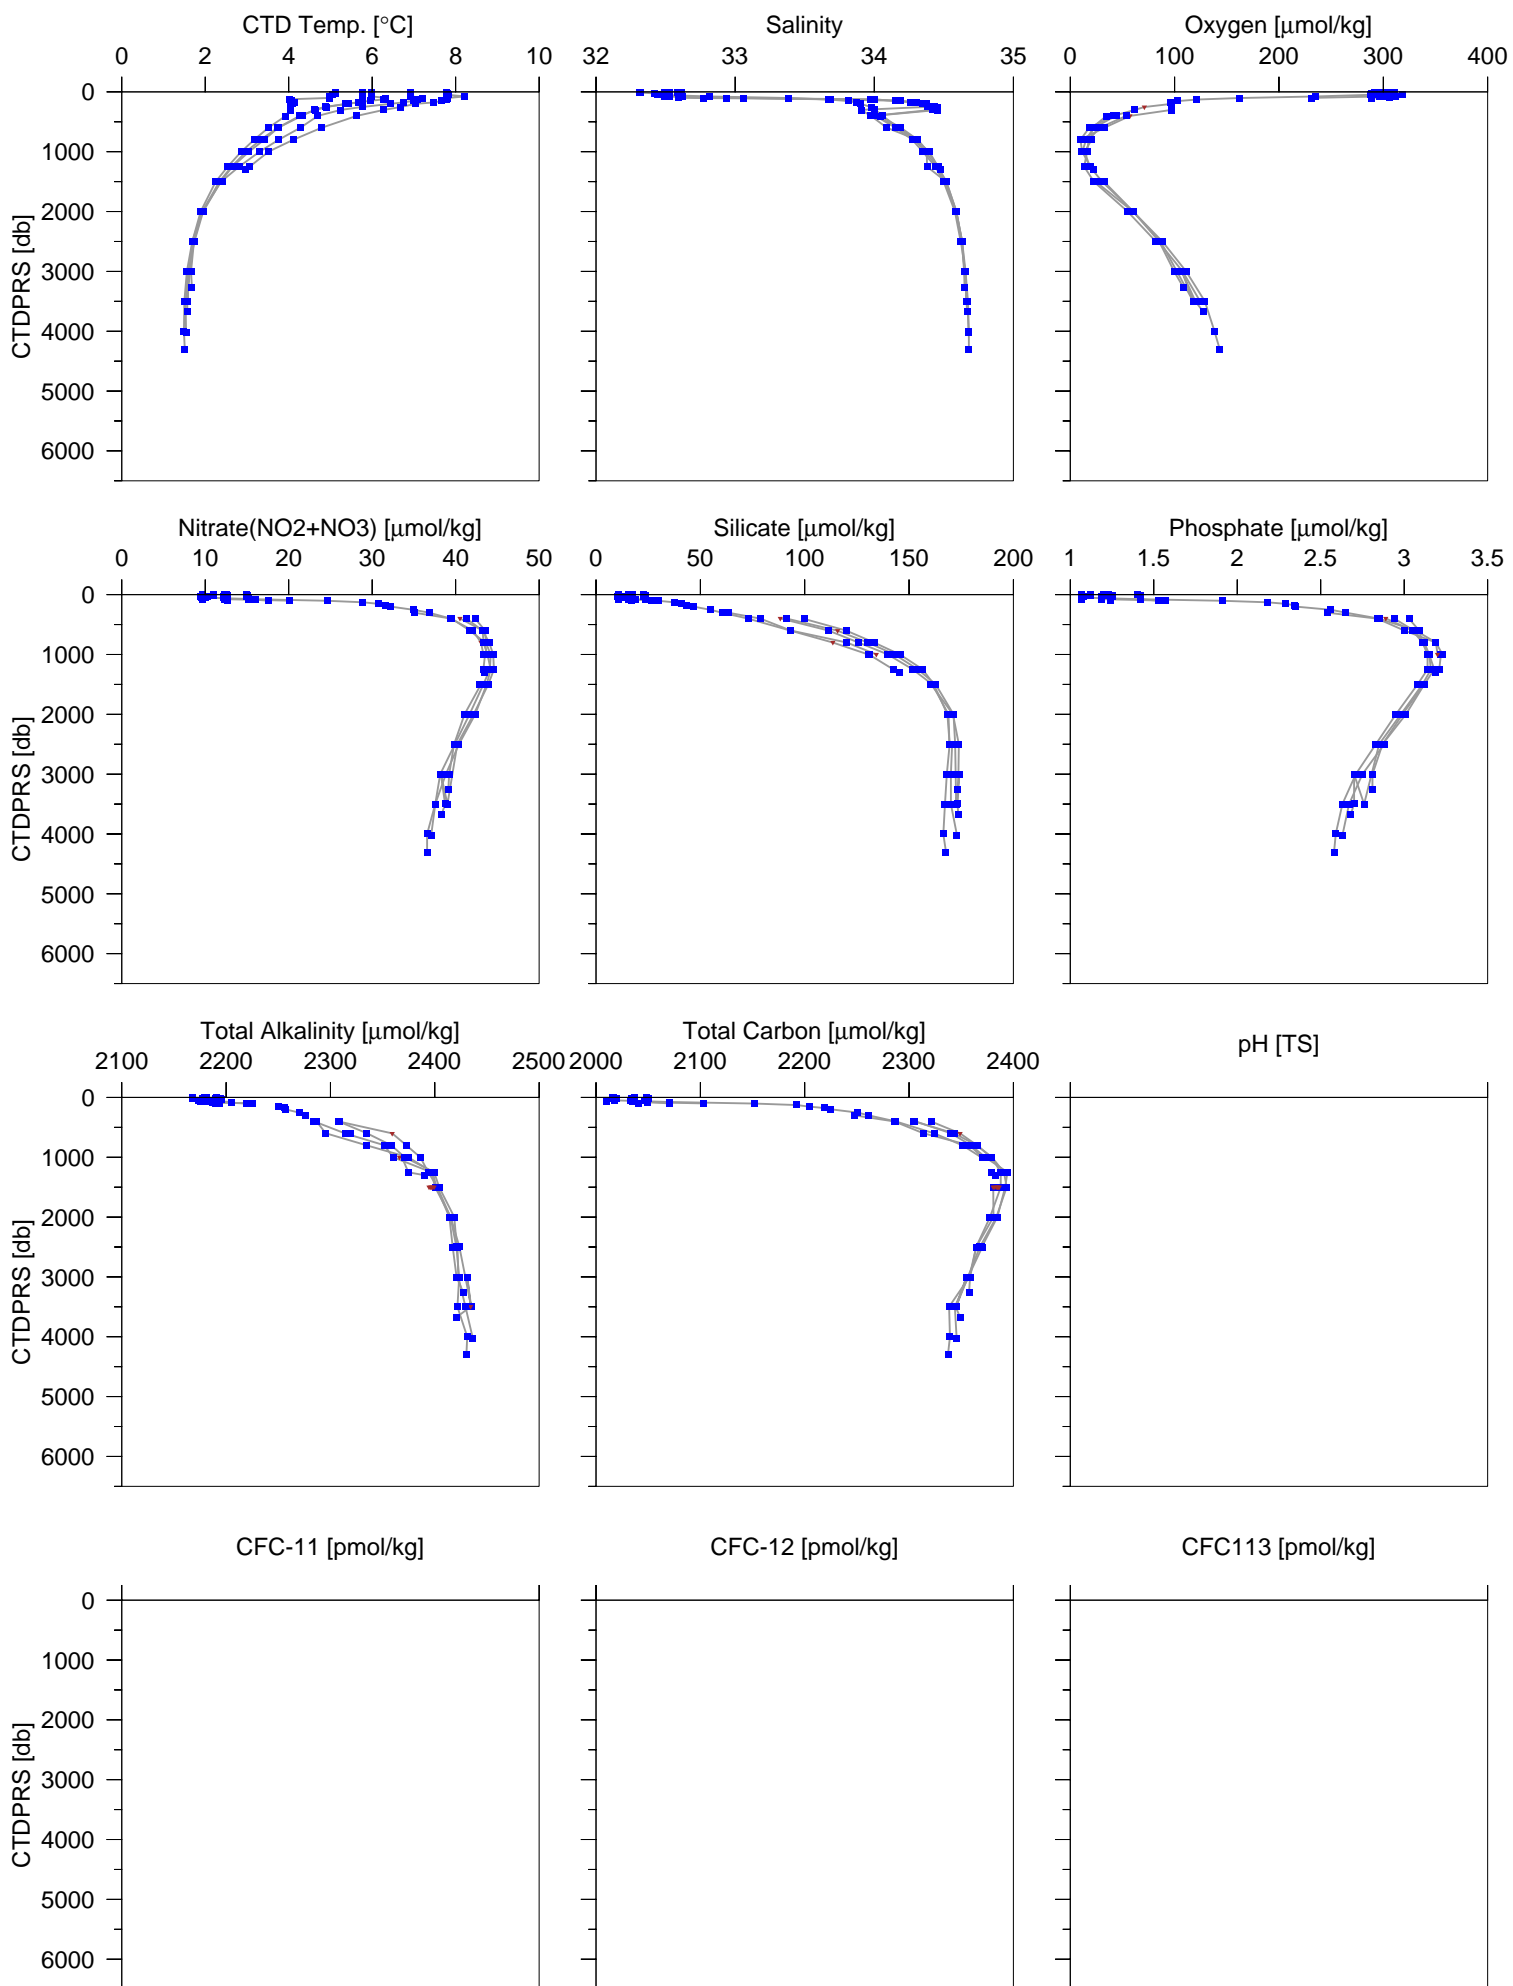 CTD Temp. [°C] Salinity Oxygen [μmol/kg]
0 2 4 6 8 10 32 33 34 35 0 100 200 300 400
0
1000
2000
3000
4000
5000
6000
CTDPRS [db]
Nitrate(NO2+NO3) [μmol/kg] Silicate [μmol/kg] Phosphate [μmol/kg]
0 10 20 30 40 50 0 50 100 150 200 1 1.5 2 2.5 3 3.5
0
1000
2000
3000
4000
5000
6000
CTDPRS [db]
Total Alkalinity [μmol/kg] Total Carbon [μmol/kg] pH [TS]
2100 2200 2300 2400 2500 2000 2100 2200 2300 2400
0
1000
2000
3000
4000
5000
6000
CTDPRS [db]
CFC-11 [pmol/kg] CFC-12 [pmol/kg] CFC113 [pmol/kg]
0
1000
2000
3000
4000
5000
6000
CTDPRS [db]